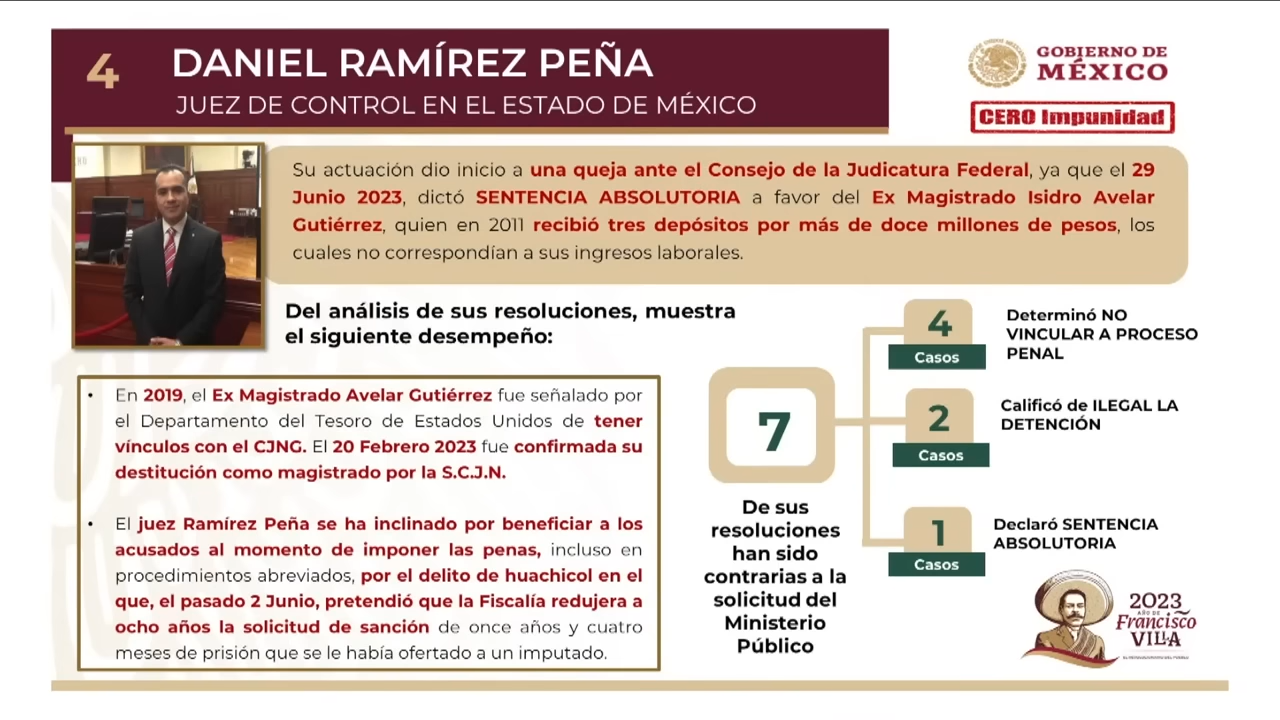 4
DANIEL RAMÍREZ PEÑA
JUEZ DE CONTROL EN EL ESTADO DE MÉXICO
GOBIERNO DE
MÉXICO
CERO Impunidad
Su actuación dio inicio a una queja ante el Consejo de la Judicatura Federal, ya que el 29
Junio 2023, dictó SENTENCIA ABSOLUTORIA a favor del Ex Magistrado Isidro Avelar
Gutiérrez, quien en 2011 recibió tres depósitos por más de doce millones de pesos, los
cuales no correspondían a sus ingresos laborales.
Del análisis de sus resoluciones, muestra
el siguiente desempeño:
• En 2019, el Ex Magistrado Avelar Gutiérrez fue señalado por
el Departamento del Tesoro de Estados Unidos de tener
vínculos con el CJNG. El 20 Febrero 2023 fue confirmada su
destitución como magistrado por la S.C.J.N.
• El juez Ramírez Peña se ha inclinado por beneficiar a los
acusados al momento de imponer las penas, incluso en
procedimientos abreviados, por el delito de huachicol en el
que, el pasado 2 Junio, pretendió que la Fiscalía redujera a
ocho años la solicitud de sanción de once años y cuatro
meses de prisión que se le había ofertado a un imputado.
7
De sus
resoluciones
han sido
contrarias a la
solicitud del
Ministerio
Público
4
Casos
Determinó NO
VINCULAR A PROCESO
PENAL
2
Casos
Calificó de ILEGAL LA
DETENCIÓN
1
Casos
Declaró SENTENCIA
ABSOLUTORIA
2023
AÑO DE
Francisco
VILLA